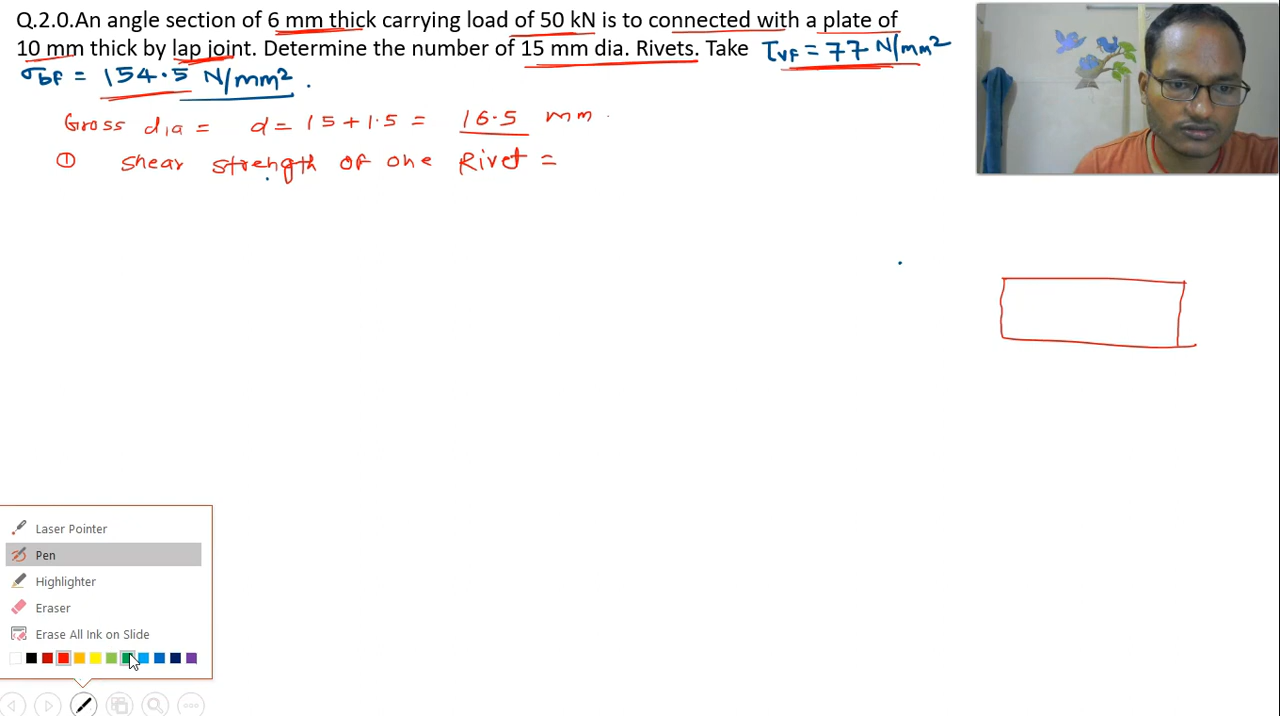 Q.2.0.An angle section of 6 mm thick carrying load of 50 kN is to connected with a plate of
10 mm thick by lap joint. Determine the number of 15 mm dia. Rivets. Take τvf = 77 N/mm²
σbf = 154.5 N/mm².
Gross dia = d = 15 + 1.5 = 16.5 mm.
① Shear strength of one Rivet =
Laser Pointer
Pen
Highlighter
Eraser
Erase All Ink on Slide